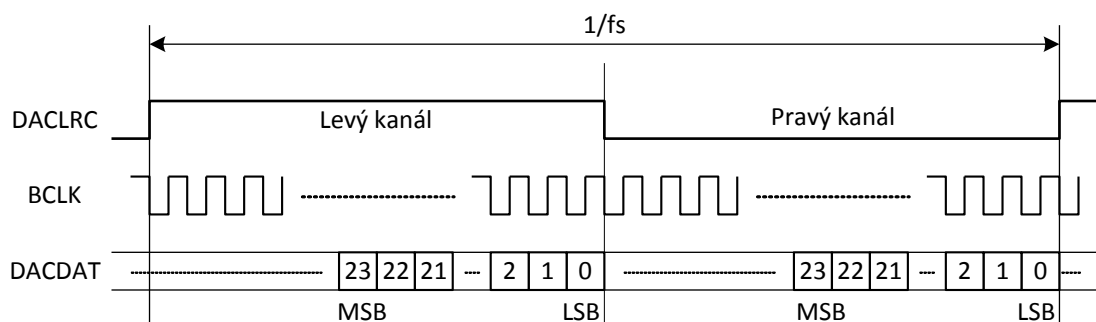 1/fs
DACLRC Levý kanál Pravý kanál
BCLK
DACDAT 23 22 21 2 1 0 23 22 21 2 1 0
MSB LSB MSB LSB